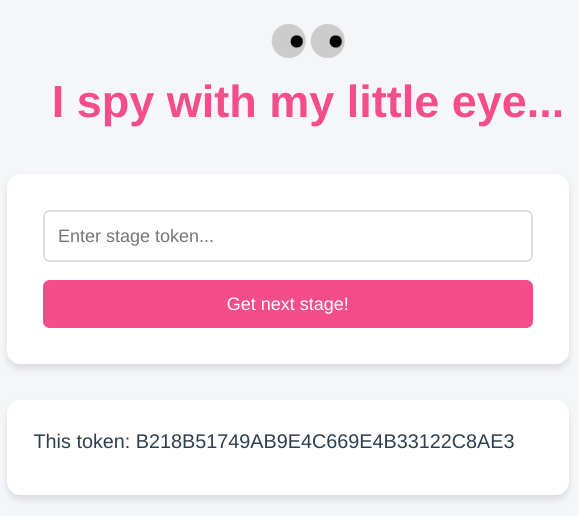 I spy with my little eye...
Enter stage token...
Get next stage!
This token: B218B51749AB9E4C669E4B33122C8AE3